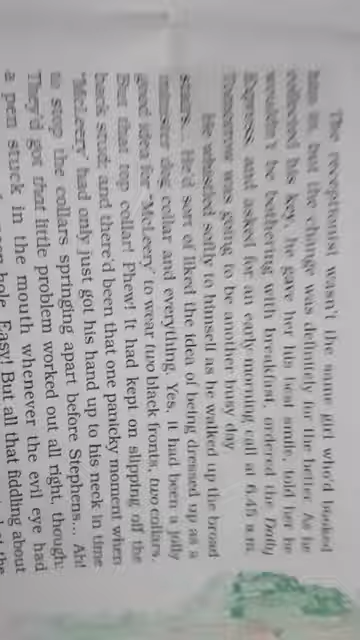 The receptionist wasn't the same girl who'd booked
him in, but the change was definitely for the better. As he
collected his key, he gave her his best smile, told her he
wouldn't be bothering with breakfast, ordered the Daily
Express, and asked for an early-morning call at 6.45 a.m.
Tomorrow was going to be another busy day.
He whistled softly to himself as he walked up the broad
stairs... He'd sort of liked the idea of being dressed up as a
minister dog collar and everything. Yes, it had been a jolly
good idea for 'McLeery' to wear two black fronts, two collars.
But that top collar! Phew! It had kept on slipping off the
back stud; and there'd been that one panicky moment when
'McLeery' had only just got his hand up to his neck in time
to stop the collars springing apart before Stephens... Ah!
They'd got that little problem worked out all right, though:
a pen stuck in the mouth whenever the evil eye had
hole. Easy! But all that fiddling about
the